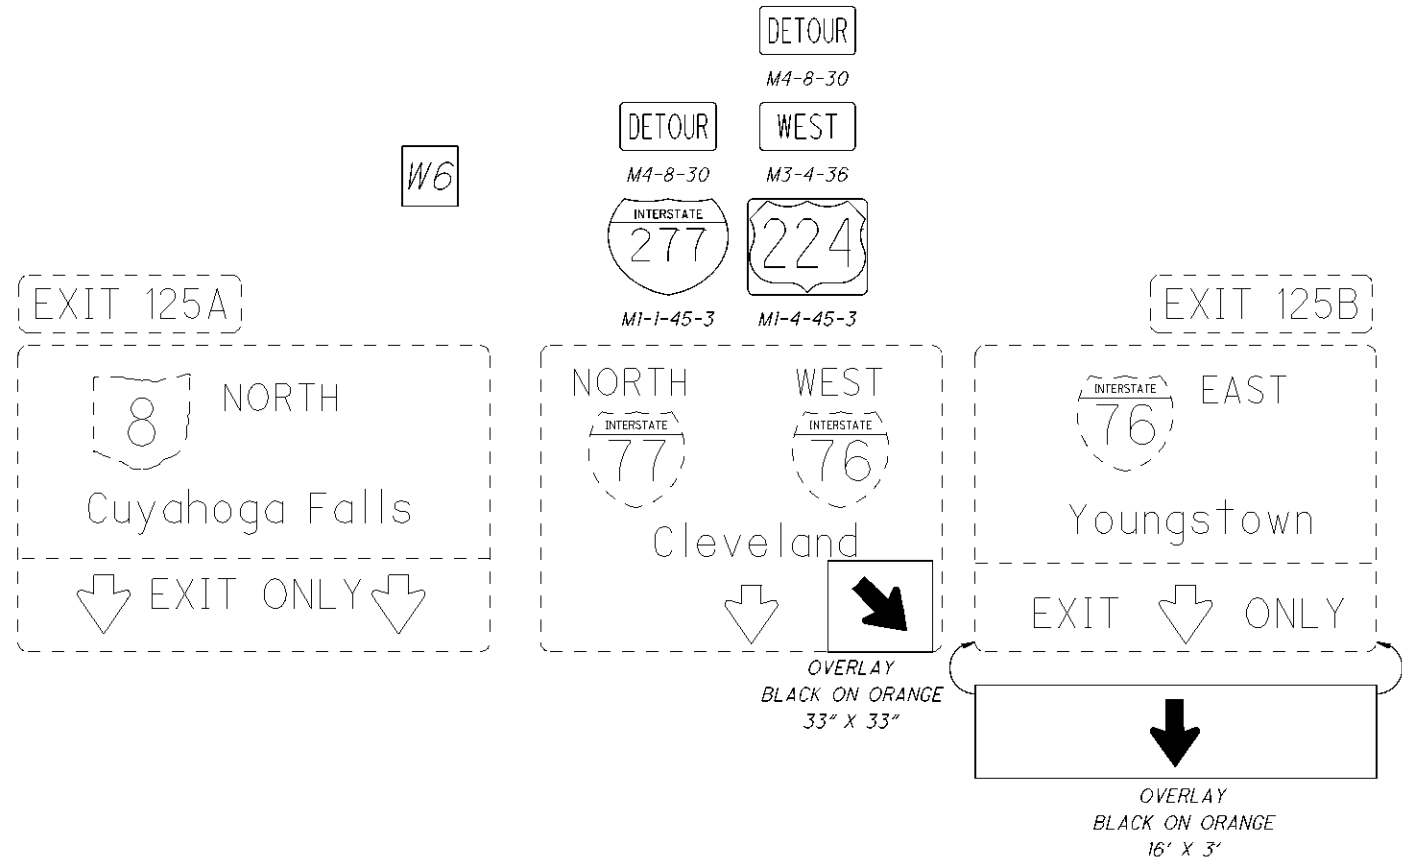 DETOUR
M4-8-30
DETOUR
WEST
M4-8-30
M3-4-36
W6
INTERSTATE
277
224
M1-1-45-3
M1-4-45-3
EXIT 125A
8
NORTH
Cuyahoga Falls
EXIT ONLY
NORTH
WEST
INTERSTATE
77
INTERSTATE
76
Cleveland
OVERLAY
BLACK ON ORANGE
33" X 33"
EXIT 125B
INTERSTATE
76
EAST
Youngstown
EXIT ONLY
OVERLAY
BLACK ON ORANGE
16' X 3'